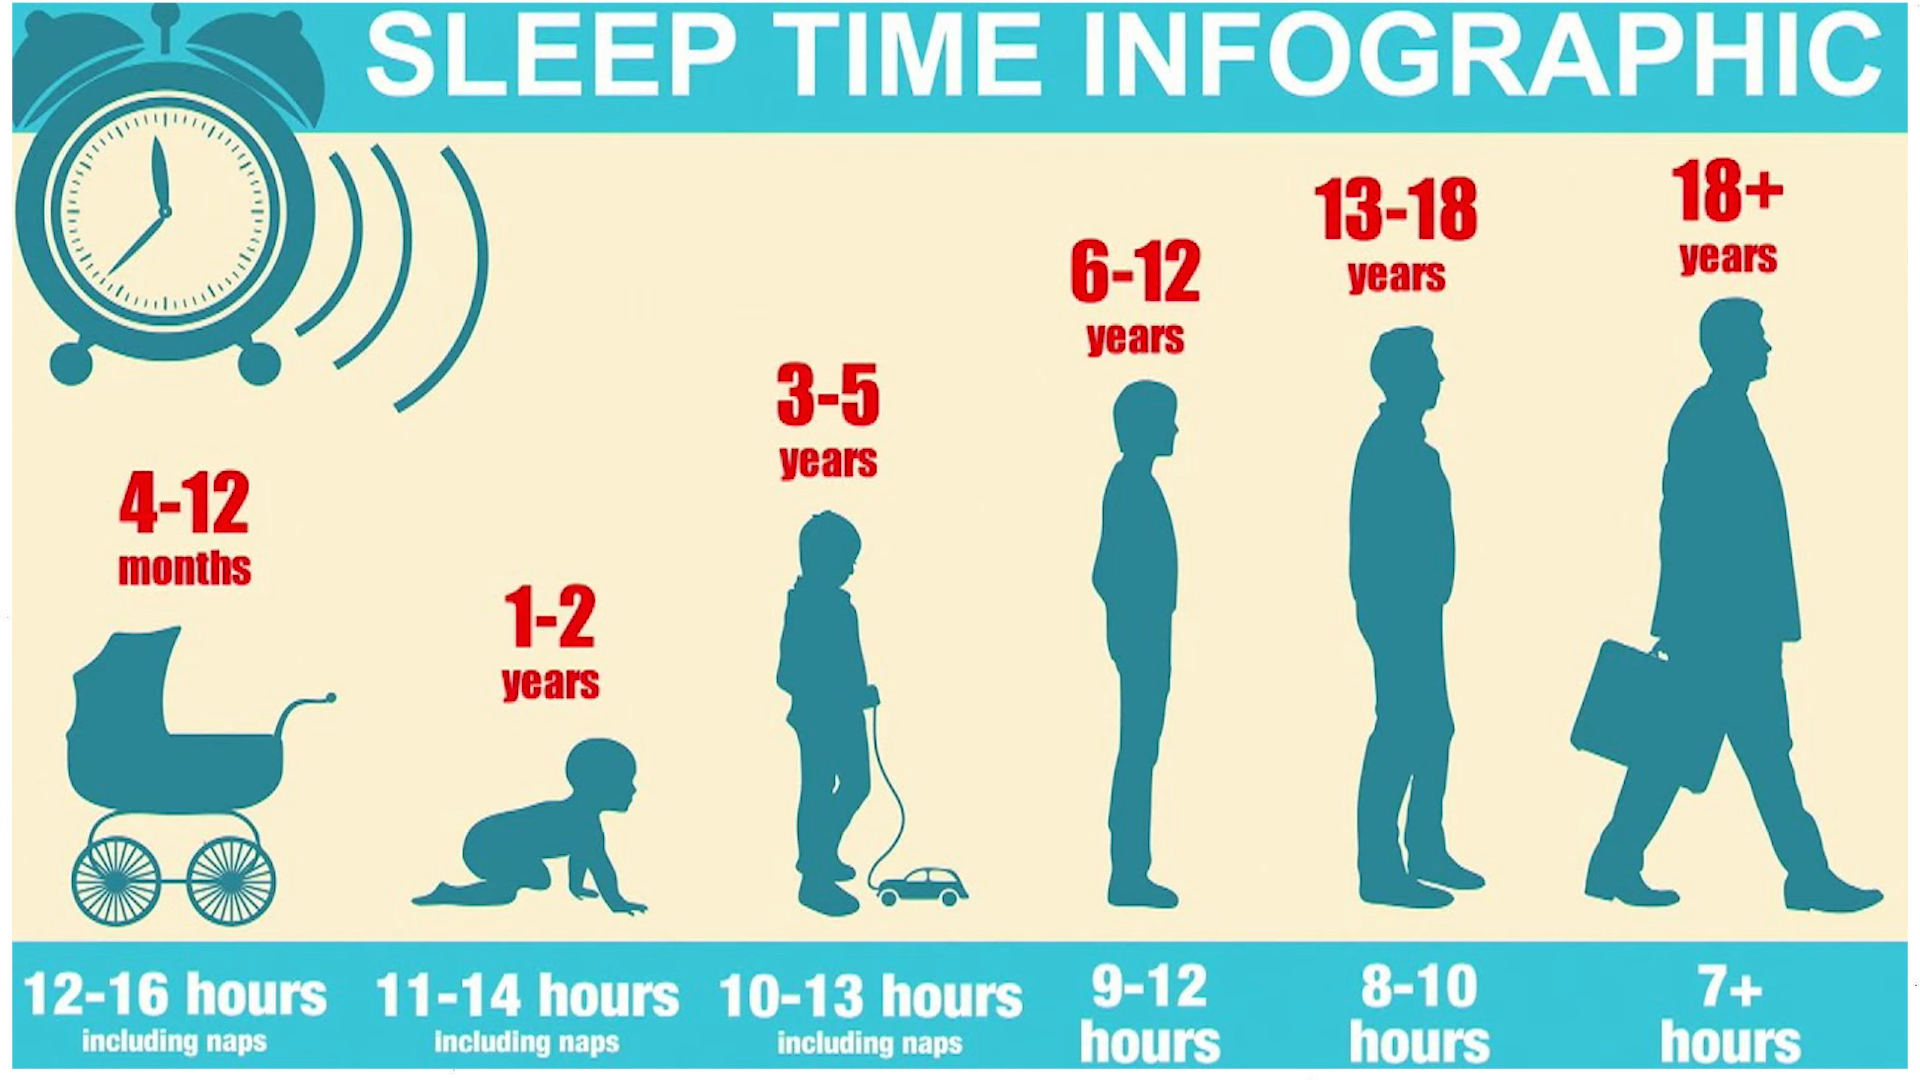 SLEEP TIME INFOGRAPHIC
4-12
months
1-2
years
3-5
years
6-12
years
13-18
years
18+
years
12-16 hours
including naps
11-14 hours
including naps
10-13 hours
including naps
9-12
hours
8-10
hours
7+
hours